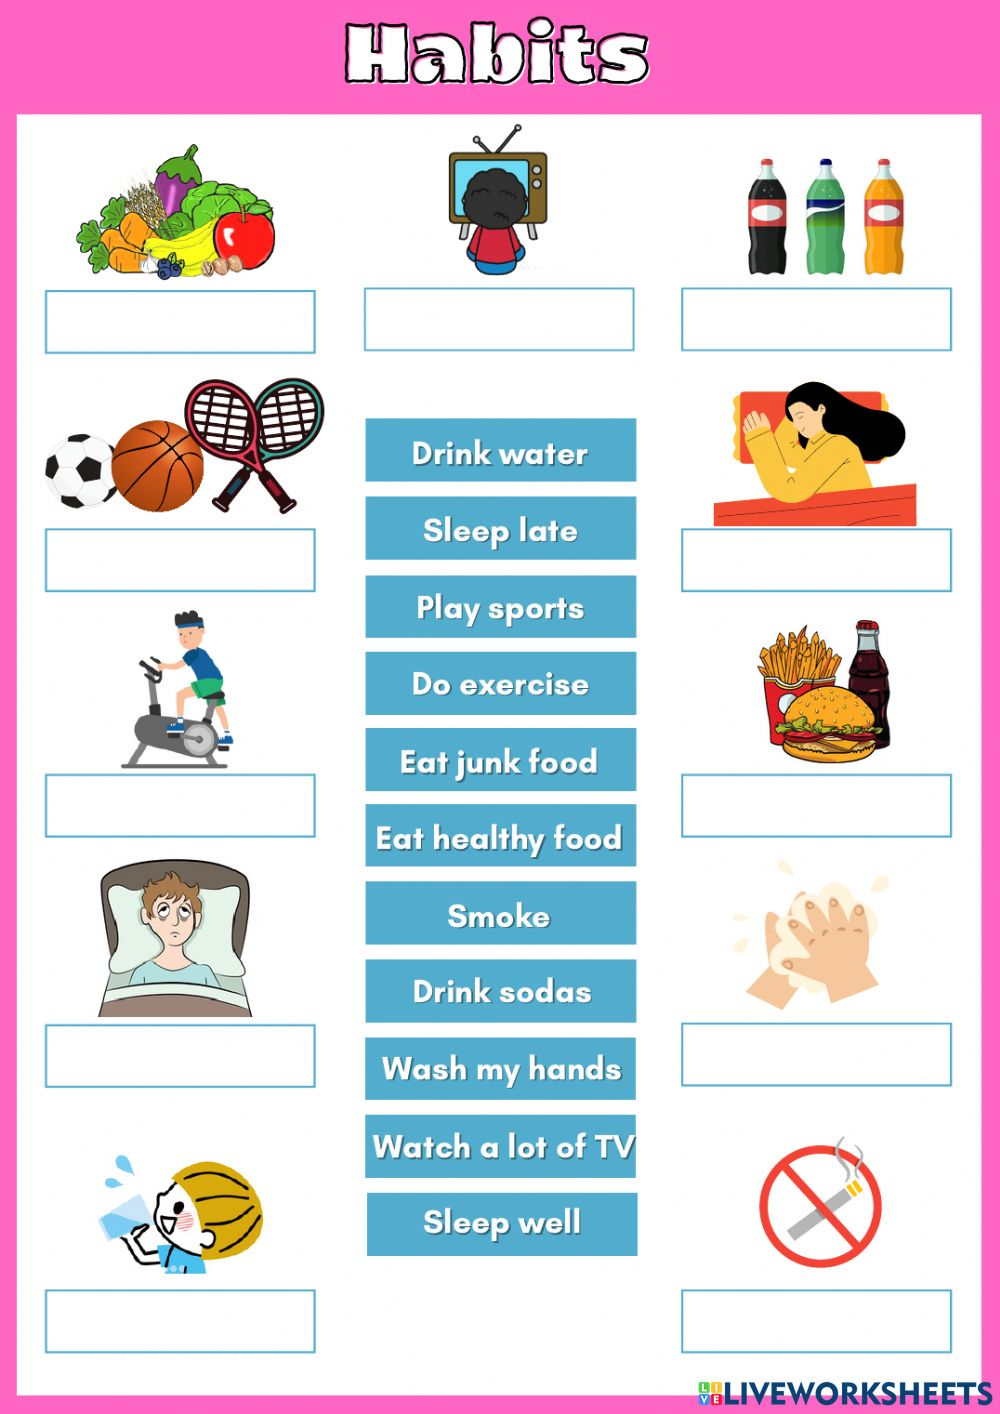 Habits
Drink water
Sleep late
Play sports
Do exercise
Eat junk food
Eat healthy food
Smoke
Drink sodas
Wash my hands
Watch a lot of TV
Sleep well
LIVE LIVEWORKSHEETS